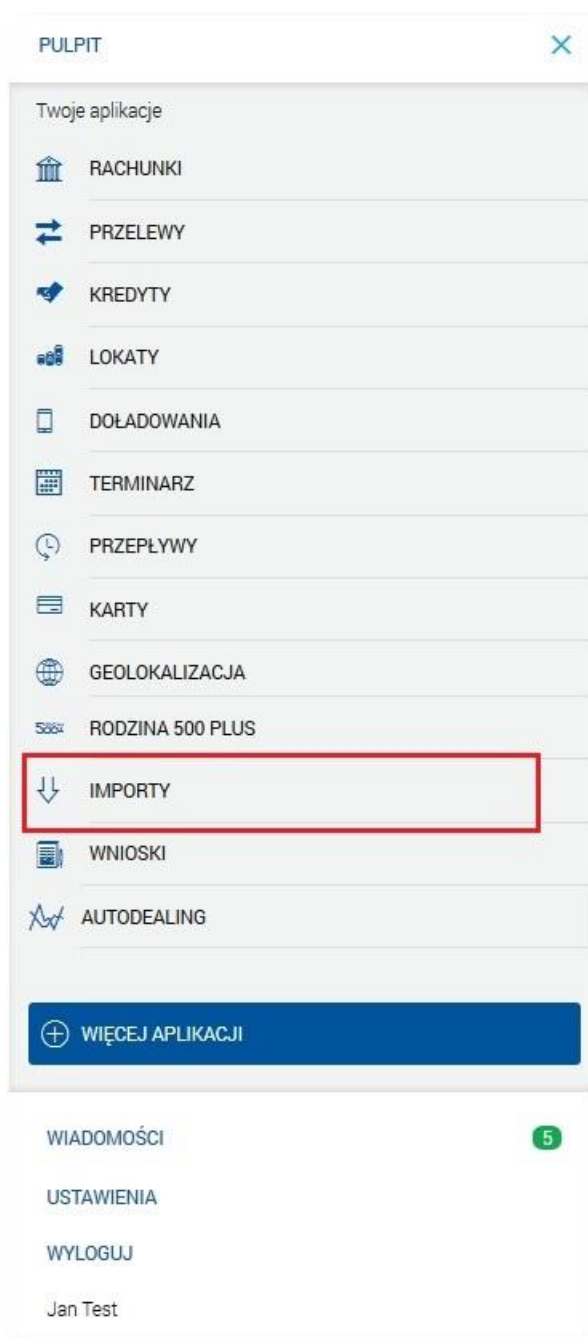 PULPIT
Twoje aplikacje
RACHUNKI
PRZELEWY
KREDYTY
LOKATY
DOŁADOWANIA
TERMINARZ
PRZEPŁYWY
KARTY
GEOLOKALIZACJA
RODZINA 500 PLUS
IMPORTY
WNIOSKI
AUTODEALING
WIĘCEJ APLIKACJI
WIADOMOŚCI 5
USTAWIENIA
WYLOGUJ
Jan Test